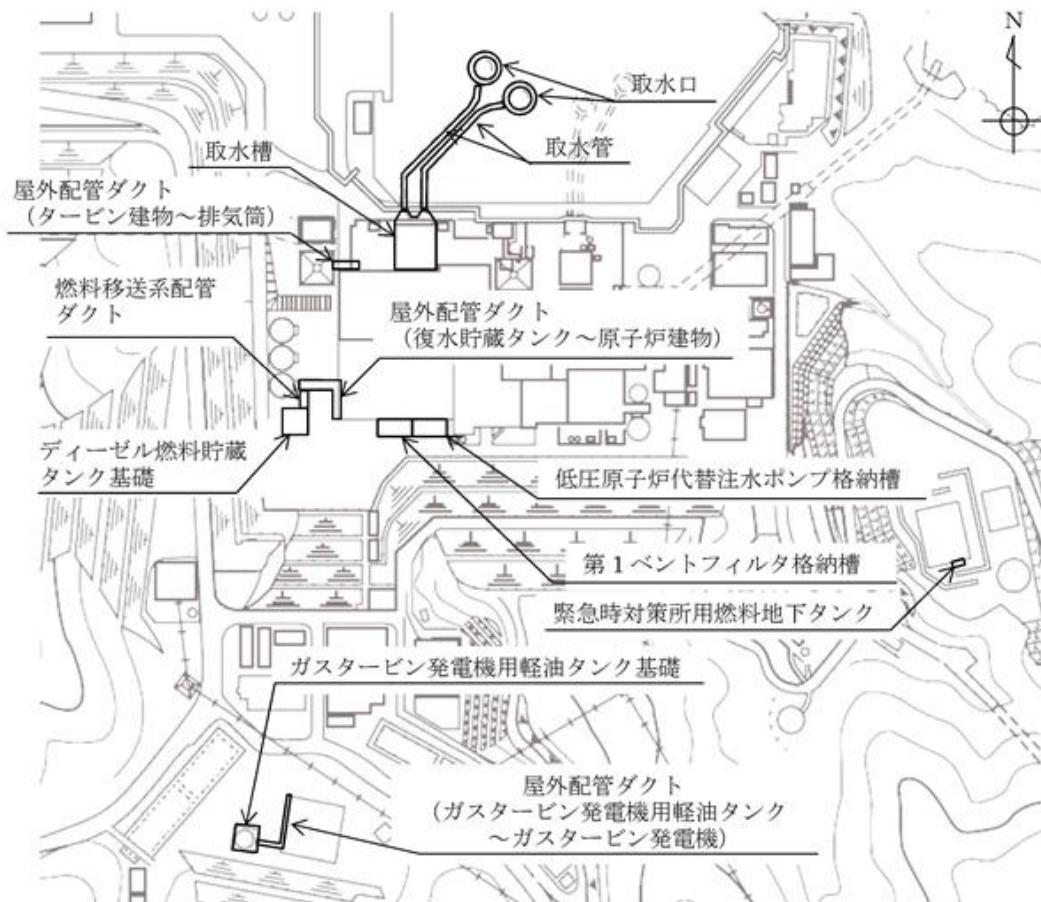 N
取水口
取水管
取水槽
屋外配管ダクト
(タービン建物~排気筒)
燃料移送系配管
ダクト
屋外配管ダクト
(復水貯蔵タンク~原子炉建物)
ディーゼル燃料貯蔵
タンク基礎
低圧原子炉代替注水ポンプ格納槽
第1ベントフィルタ格納槽
緊急時対策所用燃料地下タンク
ガスタービン発電機用軽油タンク基礎
屋外配管ダクト
(ガスタービン発電機用軽油タンク
~ガスタービン発電機)